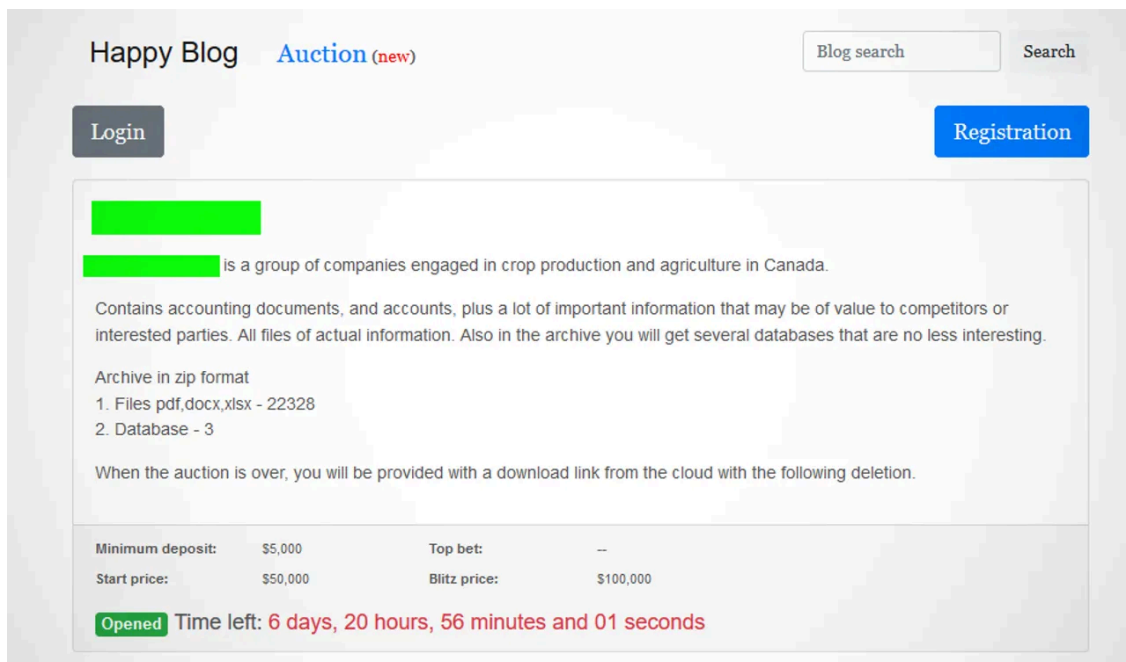 Happy Blog Auction (new) Blog search Search
Login Registration
is a group of companies engaged in crop production and agriculture in Canada.
Contains accounting documents, and accounts, plus a lot of important information that may be of value to competitors or
interested parties. All files of actual information. Also in the archive you will get several databases that are no less interesting.
Archive in zip format
1. Files pdf,docx,xlsx - 22328
2. Database - 3
When the auction is over, you will be provided with a download link from the cloud with the following deletion.
Minimum deposit: $5,000 Top bet: --
Start price: $50,000 Blitz price: $100,000
Opened Time left: 6 days, 20 hours, 56 minutes and 01 seconds